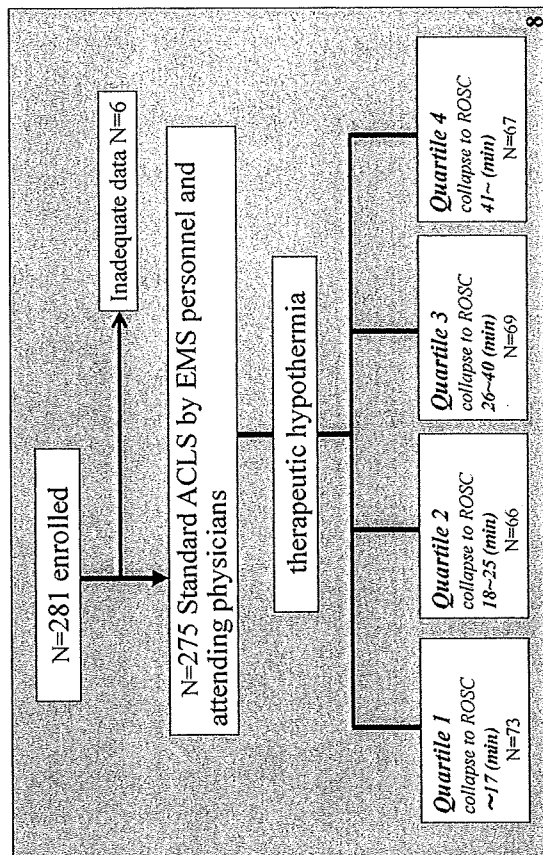 N=281 enrolled
Inadequate data N=6
N=275 Standard ACLS by EMS personnel and
attending physicians
therapeutic hypothermia
Quartile 1
collapse to ROSC
~17 (min)
N=73
Quartile 2
collapse to ROSC
18~25 (min)
N=66
Quartile 3
collapse to ROSC
26~40 (min)
N=69
Quartile 4
collapse to ROSC
41~ (min)
N=67
8